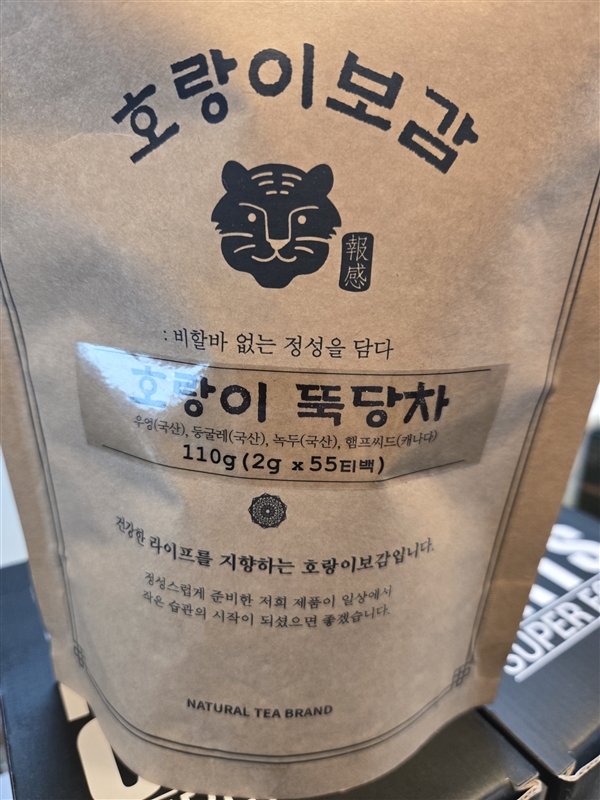 호랑이보감
報感
: 비할바 없는 정성을 담다
호랑이 뚝당차
우엉(국산), 둥굴레(국산), 녹두(국산), 햄프씨드(캐나다)
110g(2g x 55티백)
건강한 라이프를 지향하는 호랑이보감입니다.
정성스럽게 준비한 저희 제품이 일상에서
작은 습관의 시작이 되셨으면 좋겠습니다.
NATURAL TEA BRAND
SUPER